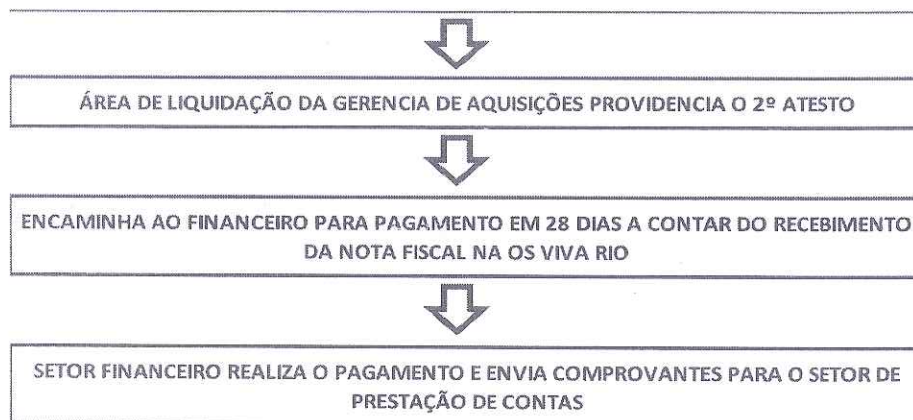 ÁREA DE LIQUIDAÇÃO DA GERENCIA DE AQUISIÇÕES PROVIDENCIA O 2º ATESTO
ENCAMINHA AO FINANCEIRO PARA PAGAMENTO EM 28 DIAS A CONTAR DO RECEBIMENTO
DA NOTA FISCAL NA OS VIVA RIO
SETOR FINANCEIRO REALIZA O PAGAMENTO E ENVIA COMPROVANTES PARA O SETOR DE
PRESTAÇÃO DE CONTAS